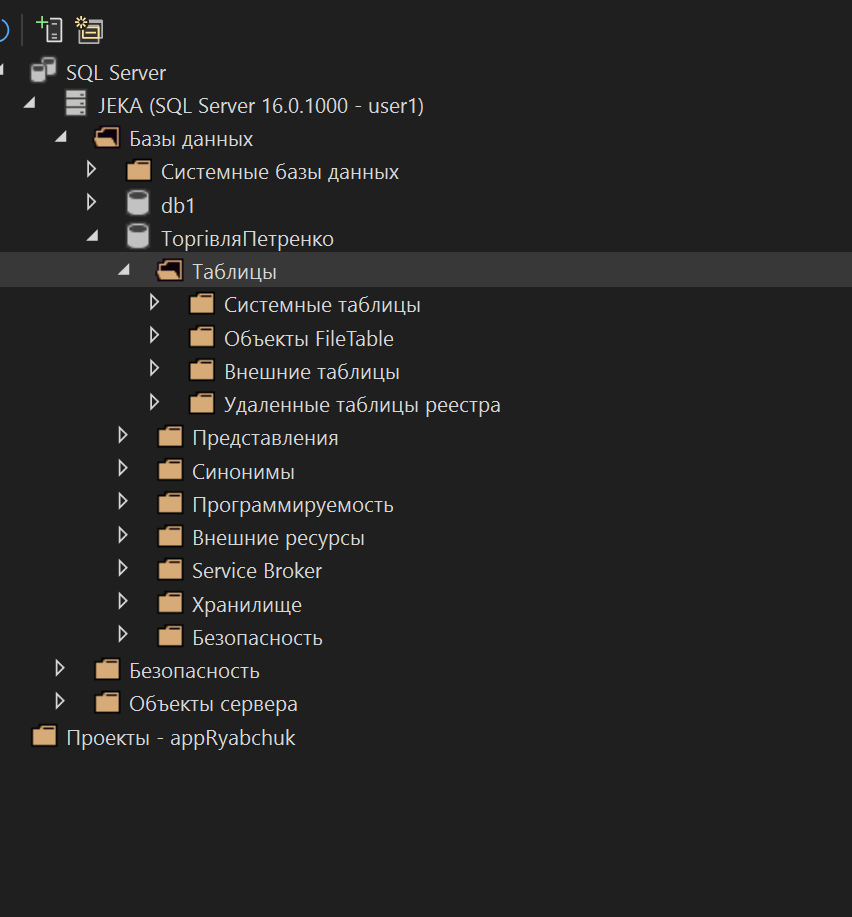 SQL Server
JEKA (SQL Server 16.0.1000 - user1)
Базы данных
Системные базы данных
db1
ТоргівляПетренко
Таблицы
Системные таблицы
Объекты FileTable
Внешние таблицы
Удаленные таблицы реестра
Представления
Синонимы
Программируемость
Внешние ресурсы
Service Broker
Хранилище
Безопасность
Безопасность
Объекты сервера
Проекты - appRyabchuk